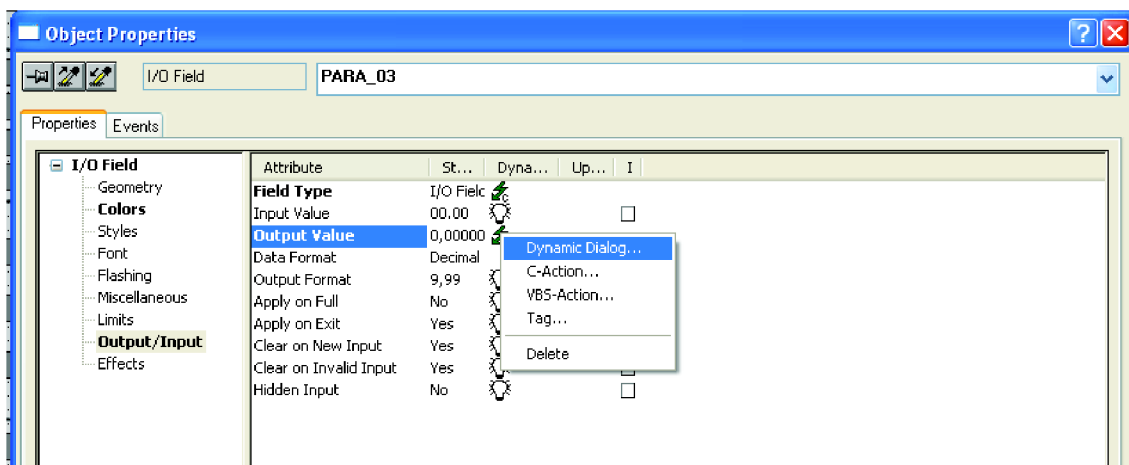 Object Properties
I/O Field PARA_03
Properties Events
I/O Field
Geometry
Colors
Styles
Font
Flashing
Miscellaneous
Limits
Output/Input
Effects
Attribute St... Dyna... Up... I
Field Type I/O Fielc
Input Value 00.00
Output Value 0,00000
Data Format Decimal
Output Format 9,99
Apply on Full No
Apply on Exit Yes
Clear on New Input Yes
Clear on Invalid Input Yes
Hidden Input No
Dynamic Dialog...
C-Action...
VBS-Action...
Tag...
Delete